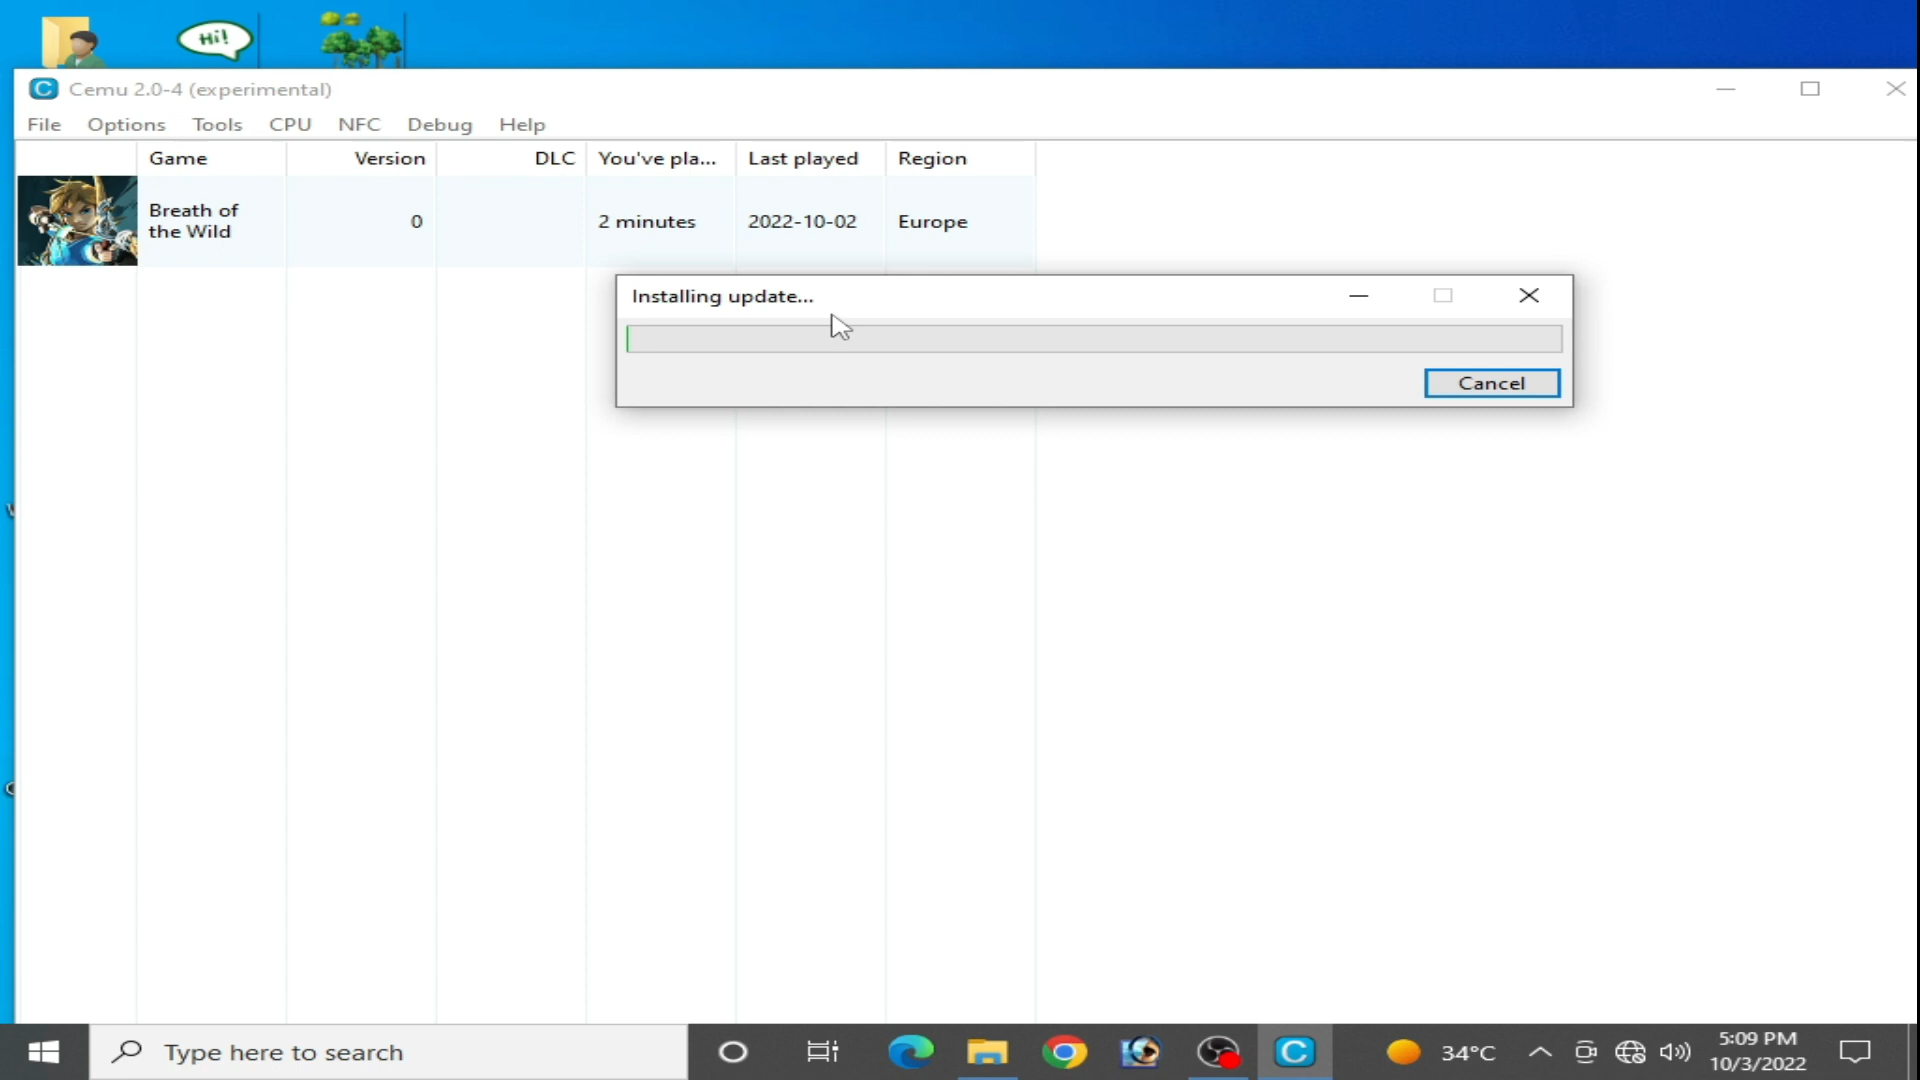 Hi!
Cemu 2.0-4 (experimental)
File Options Tools CPU NFC Debug Help
Game Version DLC You've pla... Last played Region
Breath of
the Wild
0 2 minutes 2022-10-02 Europe
Installing update...
Cancel
Type here to search
34°C
5:09 PM
10/3/2022